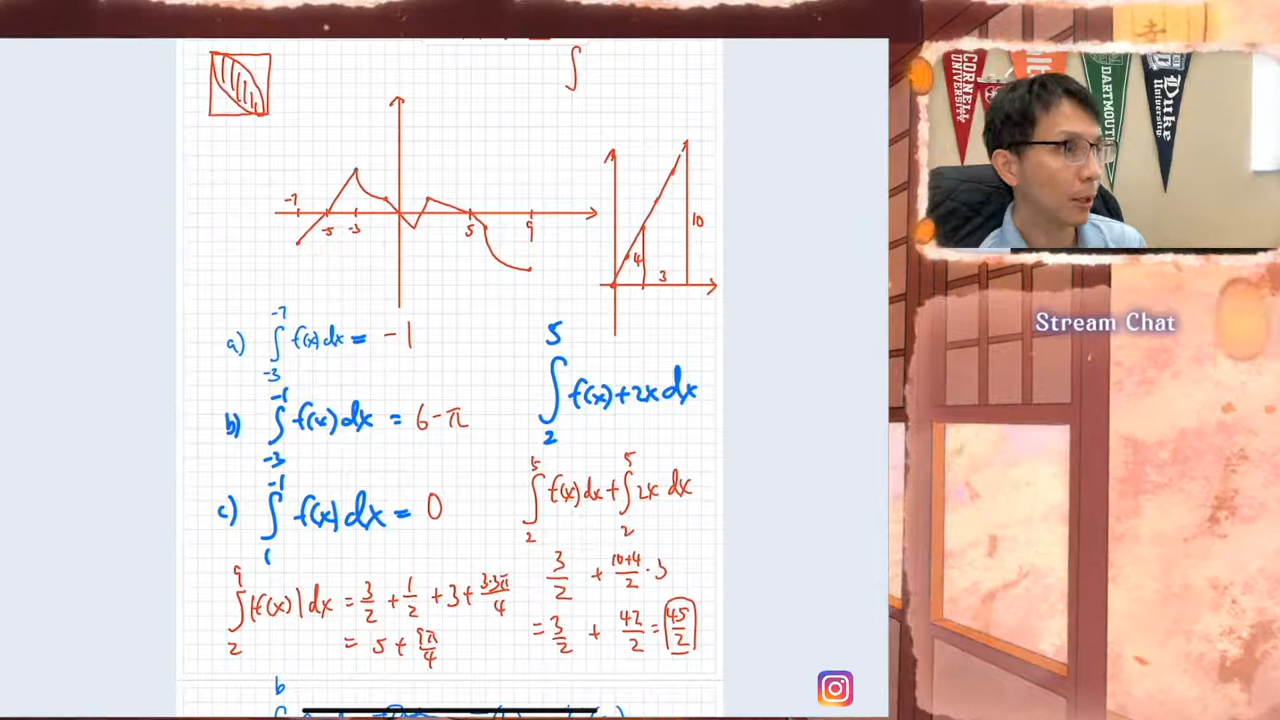 ∫
-7 -5 -3 5 9
4 3 10
a) ∫_{-3}^{-7} f(x)dx = -1
b) ∫_{-3}^{-1} f(x)dx = 6-π
c) ∫_{1}^{-1} f(x)dx = 0
∫_{2}^{9} |f(x)|dx = 3/2 + 1/2 + 3 + 3·3π/4
= 5 + 9π/4
∫_{2}^{5} f(x)+2x dx
∫_{2}^{5} f(x)dx + ∫_{2}^{5} 2x dx
3/2 + 10+4/2 · 3
= 3/2 + 42/2 = 45/2
b
CORNELL UNIVERSITY
DARTMOUTH
Duke University
Stream Chat